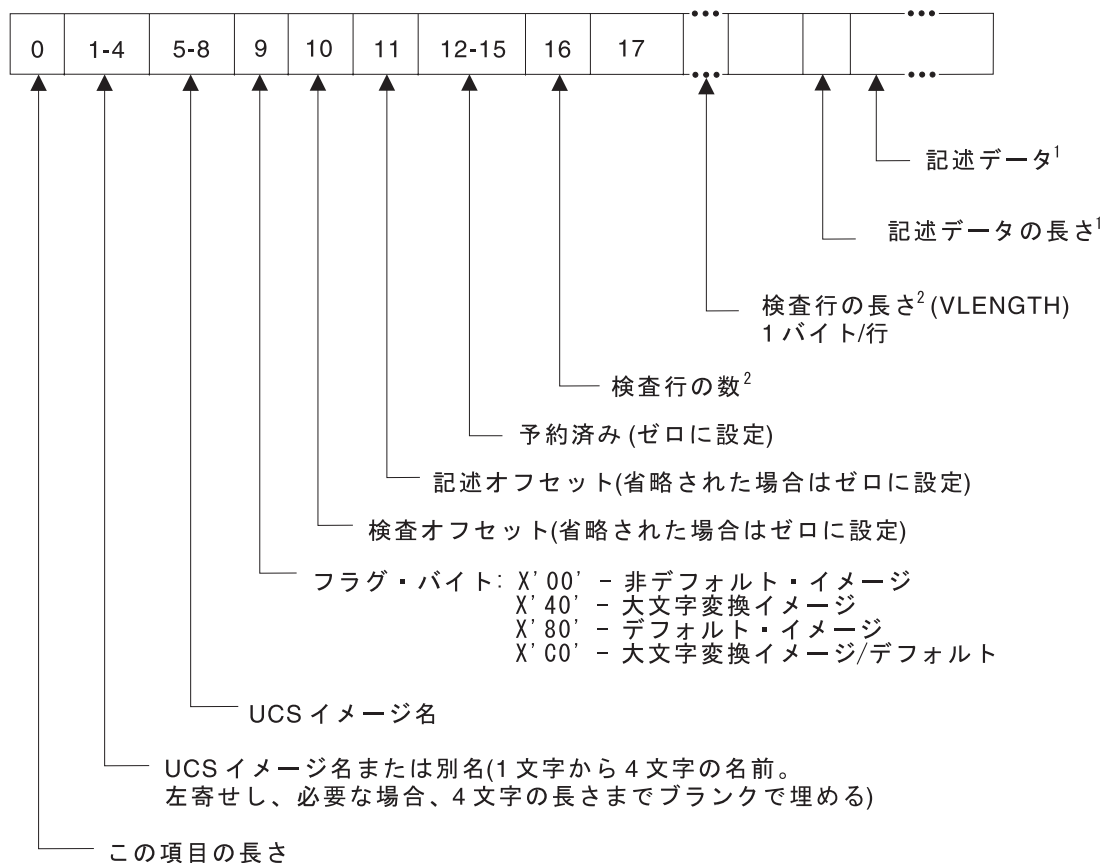 •••
•••
0 1-4 5-8 9 10 11 12-15 16 17
•••
•••
記述データ1
記述データの長さ1
検査行の長さ2 (VLENGTH)
1 バイト/行
検査行の数2
予約済み (ゼロに設定)
記述オフセット(省略された場合はゼロに設定)
検査オフセット(省略された場合はゼロに設定)
フラグ・バイト: X'00' - 非デフォルト・イメージ
X'40' - 大文字変換イメージ
X'80' - デフォルト・イメージ
X'C0' - 大文字変換イメージ/デフォルト
UCS イメージ名
UCS イメージ名または別名(1 文字から 4 文字の名前。
左寄せし、必要な場合、4 文字の長さまでブランクで埋める)
この項目の長さ